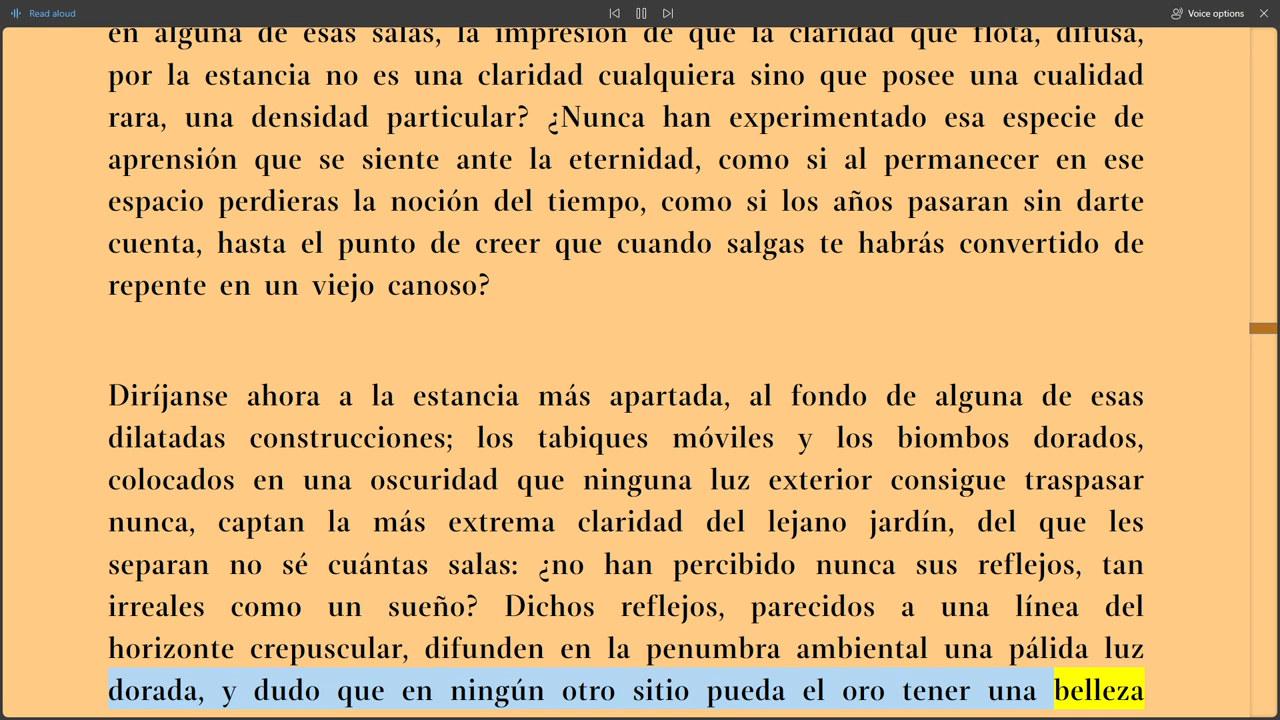 Read aloud
Voice options
en alguna de esas salas, la impresión de que la claridad que flota, difusa,
por la estancia no es una claridad cualquiera sino que posee una cualidad
rara, una densidad particular? ¿Nunca han experimentado esa especie de
aprensión que se siente ante la eternidad, como si al permanecer en ese
espacio perdieras la noción del tiempo, como si los años pasaran sin darte
cuenta, hasta el punto de creer que cuando salgas te habrás convertido de
repente en un viejo canoso?
Diríjanse ahora a la estancia más apartada, al fondo de alguna de esas
dilatadas construcciones; los tabiques móviles y los biombos dorados,
colocados en una oscuridad que ninguna luz exterior consigue traspasar
nunca, captan la más extrema claridad del lejano jardín, del que les
separan no sé cuántas salas: ¿no han percibido nunca sus reflejos, tan
irreales como un sueño? Dichos reflejos, parecidos a una línea del
horizonte crepuscular, difunden en la penumbra ambiental una pálida luz
dorada, y dudo que en ningún otro sitio pueda el oro tener una belleza